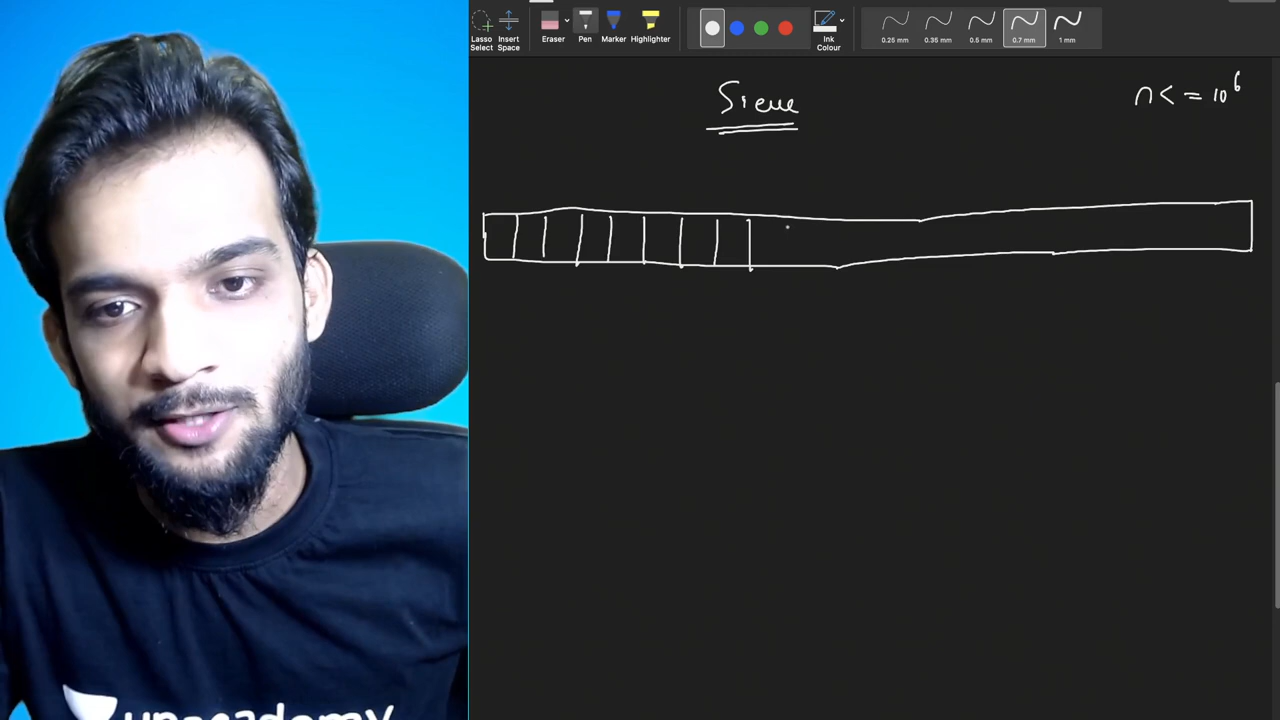 Lasso Select
Insert Space
Eraser
Pen
Marker
Highlighter
Ink Colour
0.25 mm
0.35 mm
0.5 mm
0.7 mm
1 mm
Sieve
n < = 10^6
unacademy